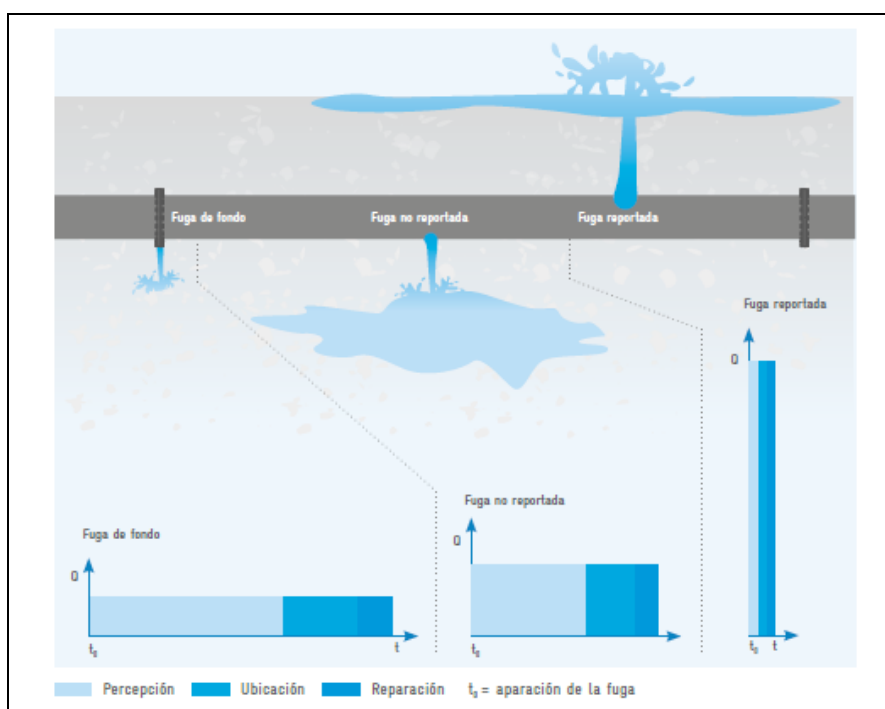 Fuga de fondo Fuga no reportada Fuga reportada
Fuga reportada
Q
t₀ t
Fuga no reportada
Q
t₀
Fuga de fondo
Q
t₀ t
Percepción Ubicación Reparación t₀ = aparación de la fuga